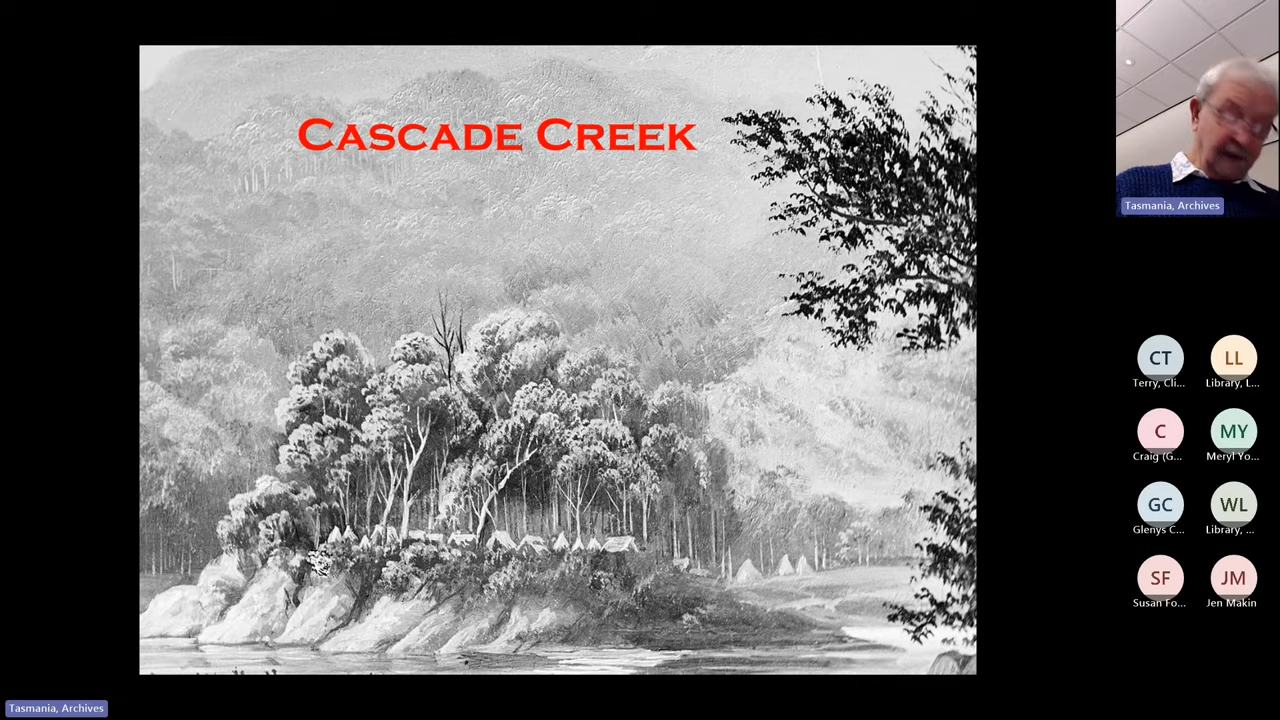 CASCADE CREEK
Tasmania, Archives
CT
LL
Terry, Cli...
Library, L...
C
MY
Craig (G...
Meryl Yo...
GC
WL
Glenys C...
Library, ...
SF
JM
Susan Fo...
Jen Makin
Tasmania, Archives